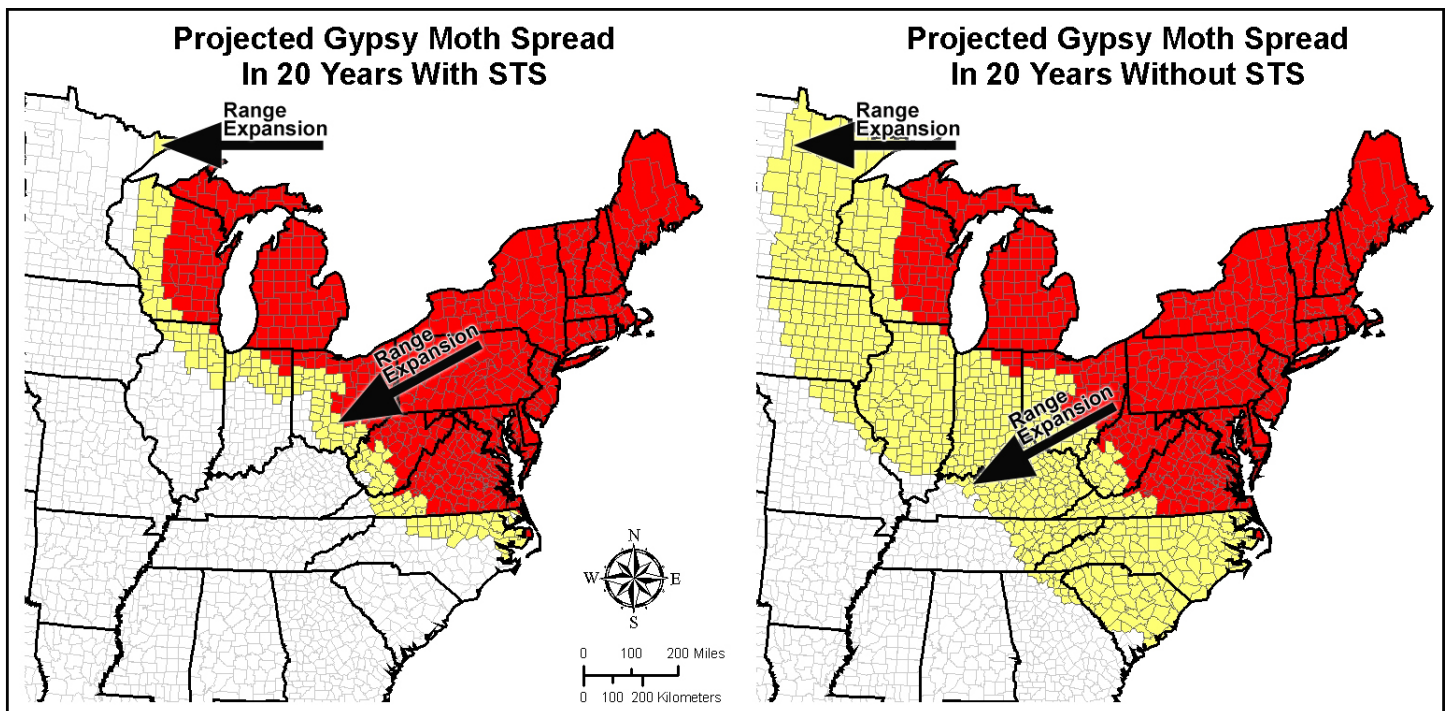 Projected Gypsy Moth Spread
In 20 Years With STS
Range
Expansion
Range
Expansion
N
W
E
S
0 100 200 Miles
0 100 200 Kilometers
Projected Gypsy Moth Spread
In 20 Years Without STS
Range
Expansion
Range
Expansion